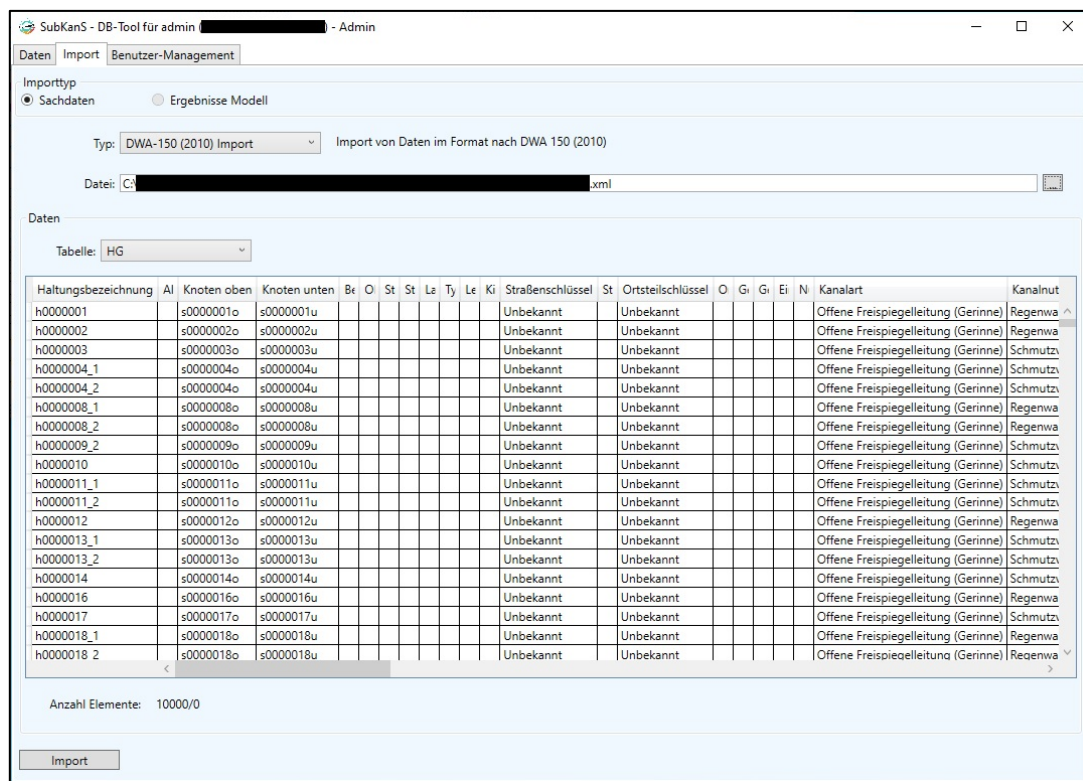 SubKanS - DB-Tool für admin ( ) - Admin
Daten Import Benutzer-Management
Importtyp
Sachdaten Ergebnisse Modell
Typ: DWA-150 (2010) Import Import von Daten im Format nach DWA 150 (2010)
Datei: C:\ .xml ...
Daten
Tabelle: HG
Haltungsbezeichnung Al Knoten oben Knoten unten Be O St St La Ty Le Ki Straßenschlüssel St Ortsteilschlüssel O Ge Ge Ei N Kanalart Kanalnut
h0000001 s0000001o s0000001u Unbekannt Unbekannt Offene Freispiegelleitung (Gerinne) Regenwa
h0000002 s0000002o s0000002u Unbekannt Unbekannt Offene Freispiegelleitung (Gerinne) Regenwa
h0000003 s0000003o s0000003u Unbekannt Unbekannt Offene Freispiegelleitung (Gerinne) Schmutzv
h0000004_1 s0000004o s0000004u Unbekannt Unbekannt Offene Freispiegelleitung (Gerinne) Schmutzv
h0000004_2 s0000004o s0000004u Unbekannt Unbekannt Offene Freispiegelleitung (Gerinne) Schmutzv
h0000008_1 s0000008o s0000008u Unbekannt Unbekannt Offene Freispiegelleitung (Gerinne) Regenwa
h0000008_2 s0000008o s0000008u Unbekannt Unbekannt Offene Freispiegelleitung (Gerinne) Regenwa
h0000009_2 s0000009o s0000009u Unbekannt Unbekannt Offene Freispiegelleitung (Gerinne) Schmutzv
h0000010 s0000010o s0000010u Unbekannt Unbekannt Offene Freispiegelleitung (Gerinne) Schmutzv
h0000011_1 s0000011o s0000011u Unbekannt Unbekannt Offene Freispiegelleitung (Gerinne) Schmutzv
h0000011_2 s0000011o s0000011u Unbekannt Unbekannt Offene Freispiegelleitung (Gerinne) Schmutzv
h0000012 s0000012o s0000012u Unbekannt Unbekannt Offene Freispiegelleitung (Gerinne) Regenwa
h0000013_1 s0000013o s0000013u Unbekannt Unbekannt Offene Freispiegelleitung (Gerinne) Schmutzv
h0000013_2 s0000013o s0000013u Unbekannt Unbekannt Offene Freispiegelleitung (Gerinne) Schmutzv
h0000014 s0000014o s0000014u Unbekannt Unbekannt Offene Freispiegelleitung (Gerinne) Schmutzv
h0000016 s0000016o s0000016u Unbekannt Unbekannt Offene Freispiegelleitung (Gerinne) Regenwa
h0000017 s0000017o s0000017u Unbekannt Unbekannt Offene Freispiegelleitung (Gerinne) Schmutzv
h0000018_1 s0000018o s0000018u Unbekannt Unbekannt Offene Freispiegelleitung (Gerinne) Regenwa
h0000018_2 s0000018o s0000018u Unbekannt Unbekannt Offene Freispiegelleitung (Gerinne) Regenwa
Anzahl Elemente: 10000/0
Import